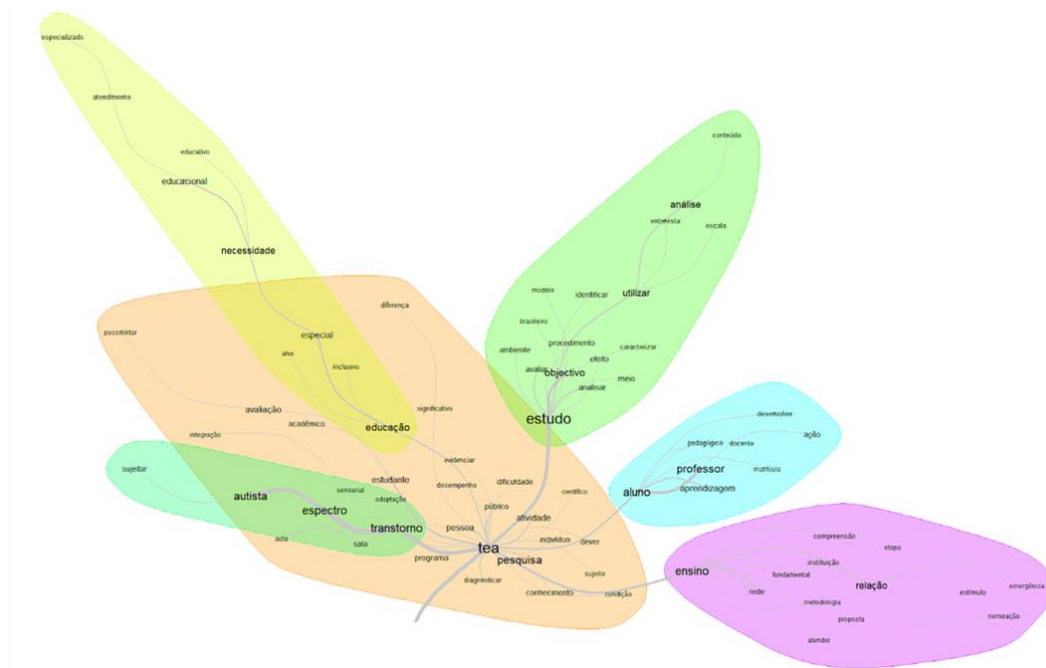 especializado
atendimento
educativo
educacional
necessidade
especial
alvo
inclusivo
educação
possibilitar
diferença
avaliação
acadêmico
significativo
integração
evidenciar
estudante
desempenho
dificuldade
sujeitar
autista
espectro
sensorial
adaptação
transtorno
aula
sala
programa
pessoa
público
atividade
científico
indivíduo
dever
tea
pesquisa
diagnosticar
conhecimento
sujeito
condição
conteúdo
análise
entrevista
escala
utilizar
modelo
identificar
brasileiro
procedimento
ambiente
avaliar
objectivo
efeito
caracterizar
analisar
meio
estudo
desenvolver
pedagógico
docente
ação
professor
matrícula
aluno
aprendizagem
ensino
compreensão
etapa
instituição
fundamental
relação
rede
metodologia
proposta
atender
estímulo
emergência
nomeação